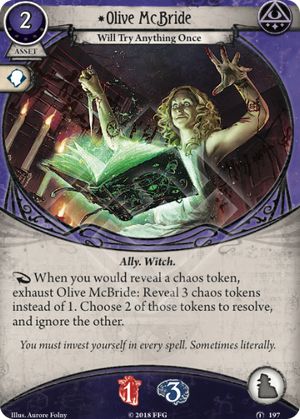 2
✷Olive McBride
ASSET
Will Try Anything Once
Ally. Witch.
When you would reveal a chaos token,
exhaust Olive McBride: Reveal 3 chaos tokens
instead of 1. Choose 2 of those tokens to resolve,
and ignore the other.
You must invest yourself in every spell. Sometimes literally.
1 3
Illus. Aurore Folny © 2018 FFG 197